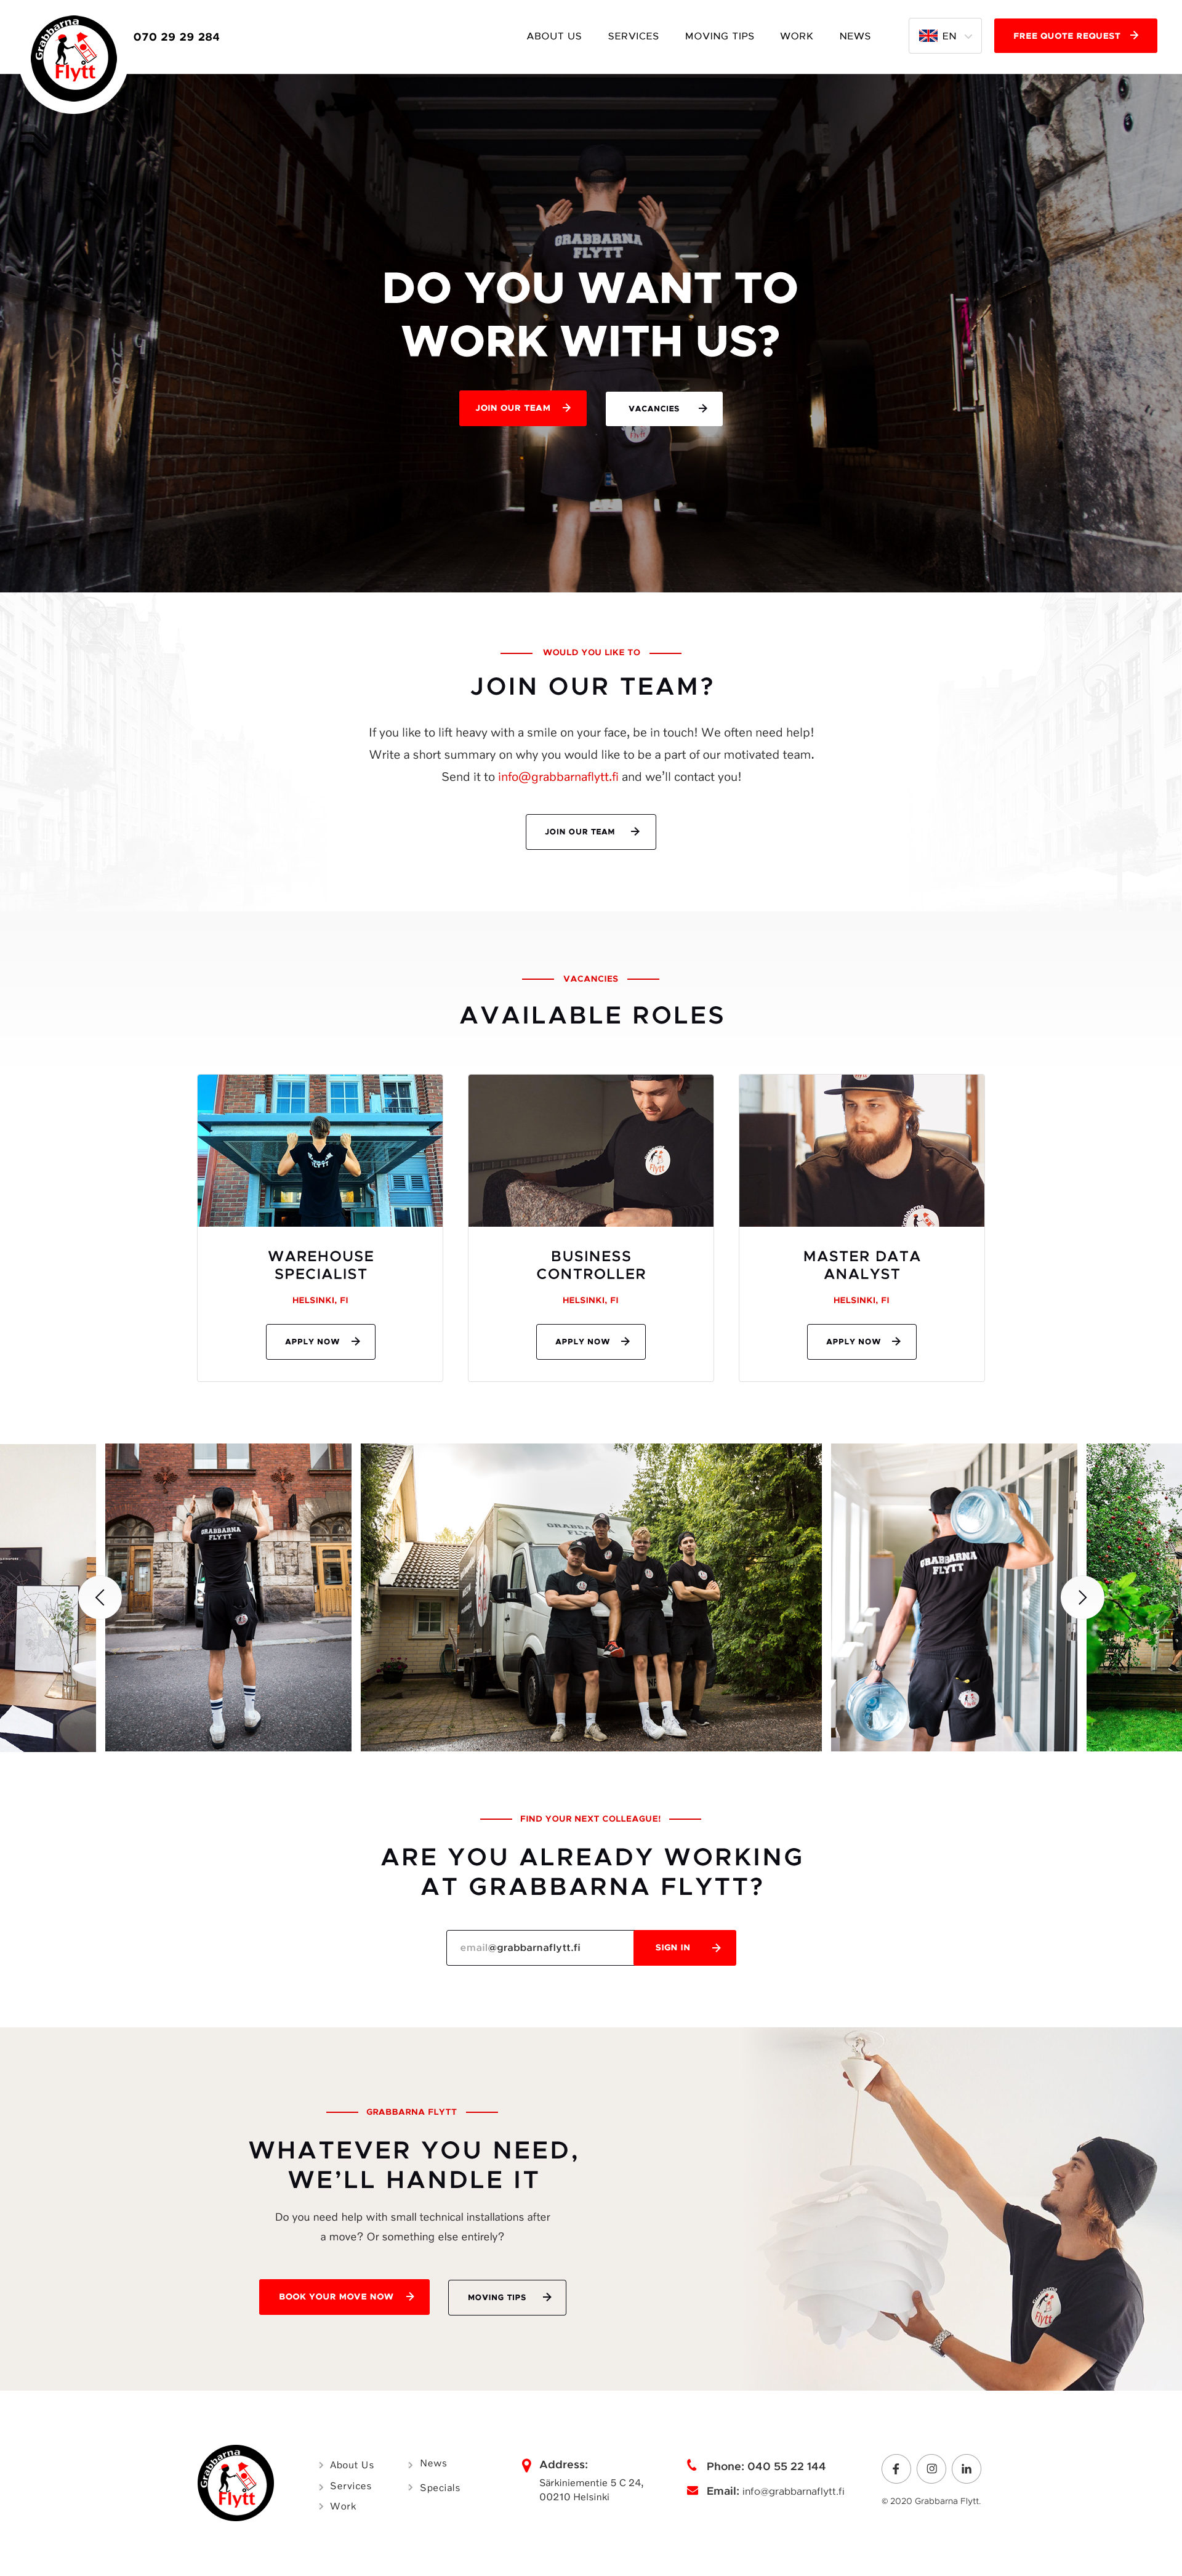 Grabbarna
Flytt
070 29 29 284
ABOUT US
SERVICES
MOVING TIPS
WORK
NEWS
EN
FREE QUOTE REQUEST
GRABBARNA
FLYTT
DO YOU WANT TO
WORK WITH US?
JOIN OUR TEAM
VACANCIES
WOULD YOU LIKE TO
JOIN OUR TEAM?
If you like to lift heavy with a smile on your face, be in touch! We often need help!
Write a short summary on why you would like to be a part of our motivated team.
Send it to info@grabbarnaflytt.fi and we’ll contact you!
JOIN OUR TEAM
VACANCIES
AVAILABLE ROLES
Flytt
Grabbarna
WAREHOUSE
SPECIALIST
HELSINKI, FI
APPLY NOW
BUSINESS
CONTROLLER
HELSINKI, FI
APPLY NOW
MASTER DATA
ANALYST
HELSINKI, FI
APPLY NOW
GRABBARNA
FLYTT
GRABBARNA
FLYTT
GRABBARNA
FLYTT
FIND YOUR NEXT COLLEAGUE!
ARE YOU ALREADY WORKING
AT GRABBARNA FLYTT?
email@grabbarnaflytt.fi
SIGN IN
GRABBARNA FLYTT
WHATEVER YOU NEED,
WE’LL HANDLE IT
Do you need help with small technical installations after
a move? Or something else entirely?
BOOK YOUR MOVE NOW
MOVING TIPS
Flytt
Grabbarna
Flytt
About Us
Services
Work
News
Specials
Address:
Särkiniementie 5 C 24,
00210 Helsinki
Phone: 040 55 22 144
Email: info@grabbarnaflytt.fi
© 2020 Grabbarna Flytt.